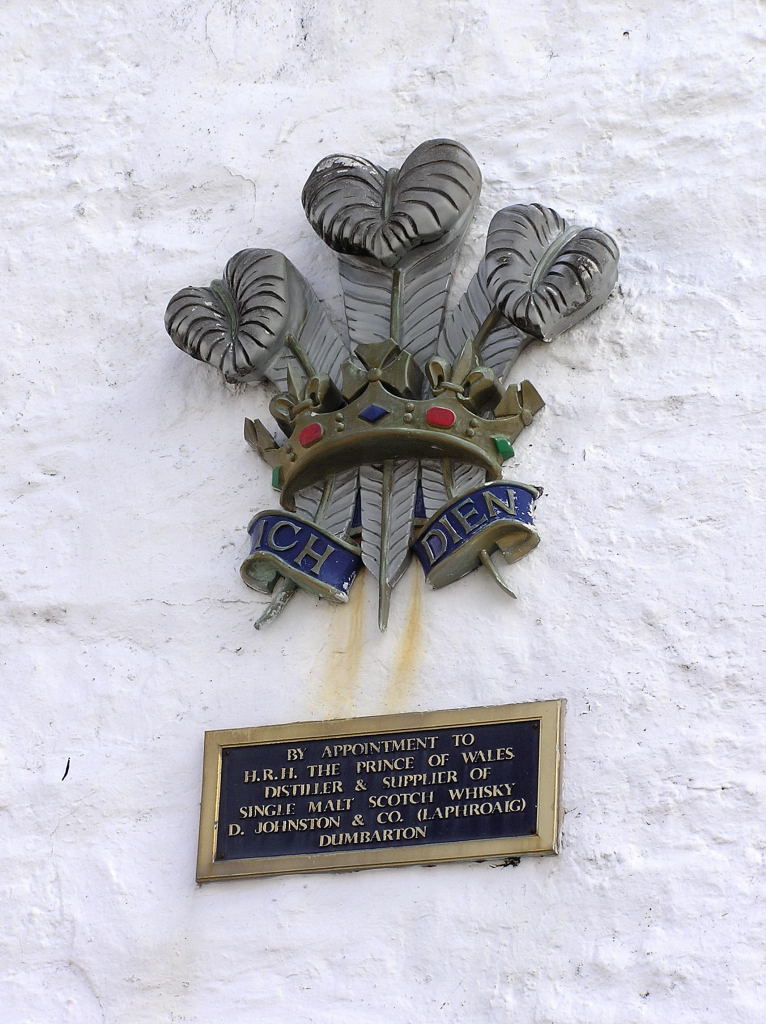 ICH DIEN
BY APPOINTMENT TO
H.R.H. THE PRINCE OF WALES
DISTILLER & SUPPLIER OF
SINGLE MALT SCOTCH WHISKY
D. JOHNSTON & CO. (LAPHROAIG)
DUMBARTON